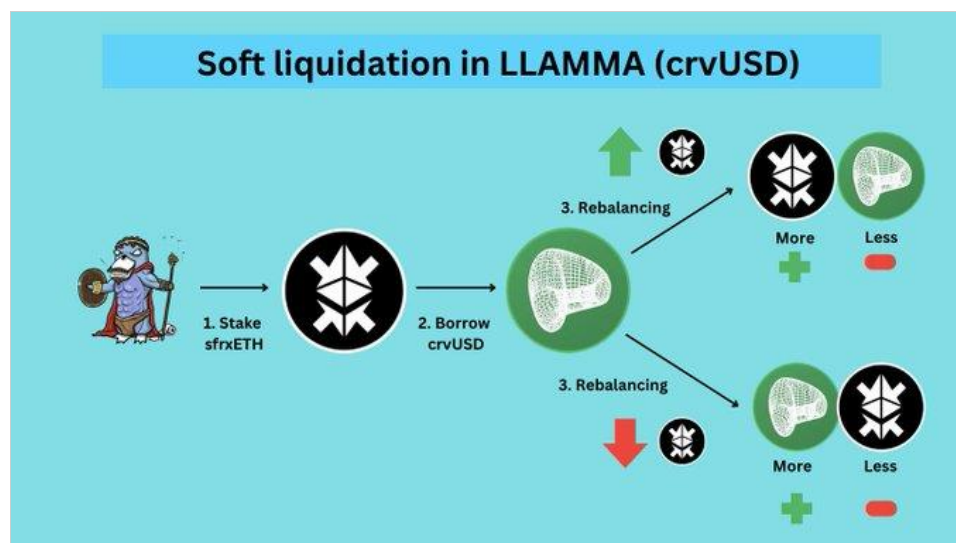 Soft liquidation in LLAMMA (crvUSD)
3. Rebalancing
More
Less
1. Stake
sfrxETH
2. Borrow
crvUSD
3. Rebalancing
More
Less